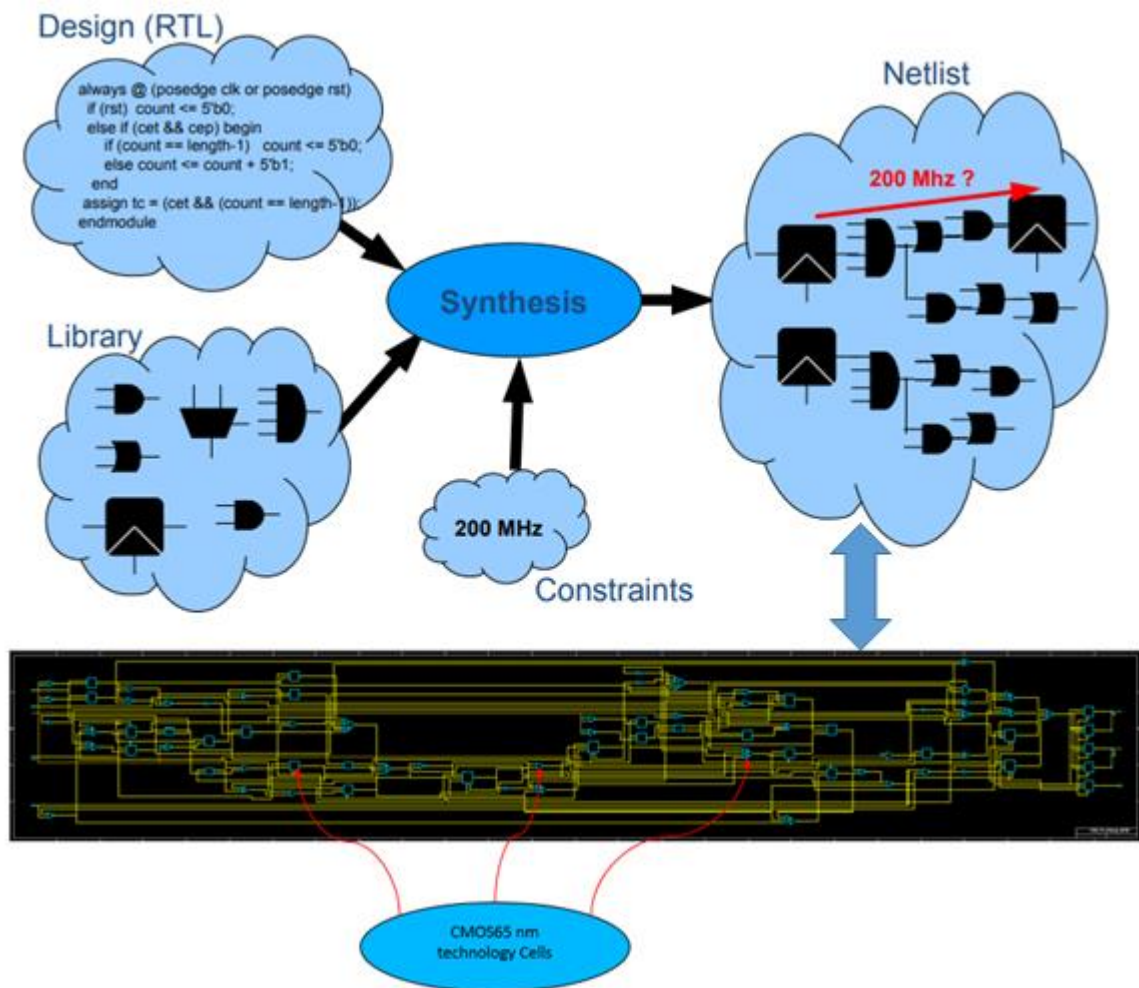 Design (RTL)
always @ (posedge clk or posedge rst)
if (rst) count <= 5'b0;
else if (cet && cep) begin
if (count == length-1) count <= 5'b0;
else count <= count + 5'b1;
end
assign tc = (cet && (count == length-1));
endmodule
Netlist
200 Mhz ?
Synthesis
Library
200 MHz
Constraints
CMOS65 nm
technology Cells